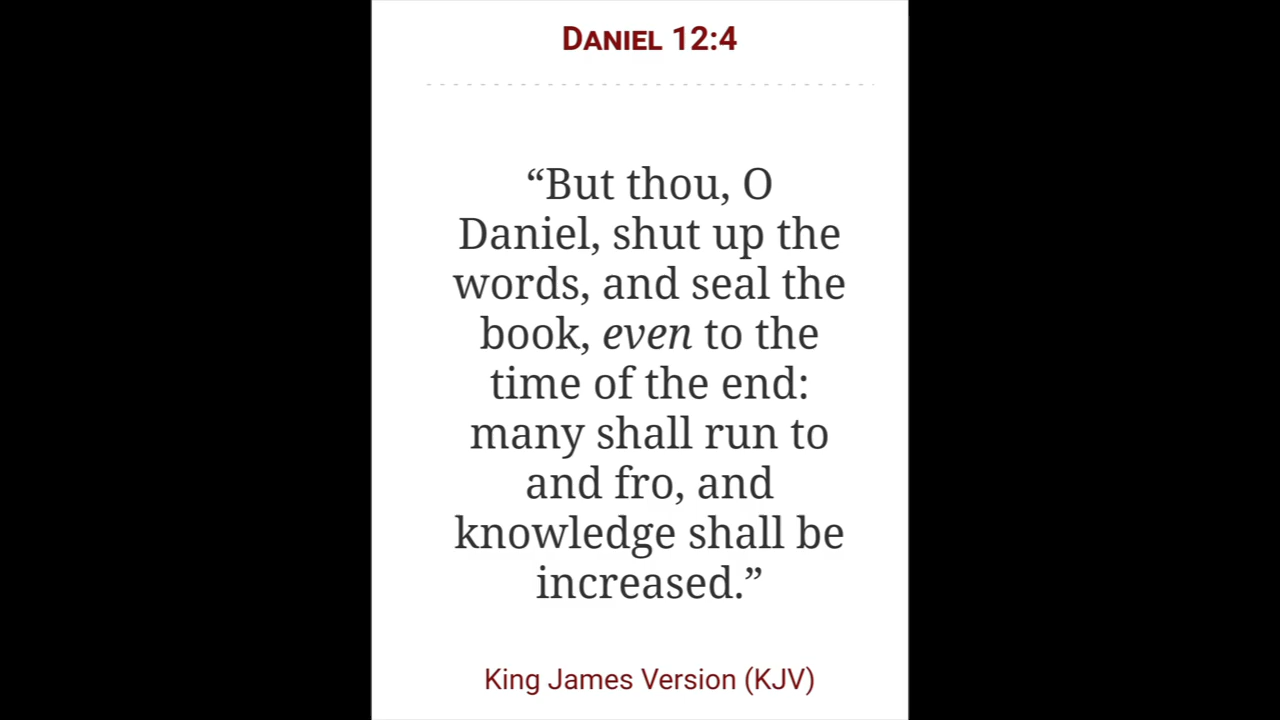 DANIEL 12:4
“But thou, O
Daniel, shut up the
words, and seal the
book, even to the
time of the end:
many shall run to
and fro, and
knowledge shall be
increased.”
King James Version (KJV)